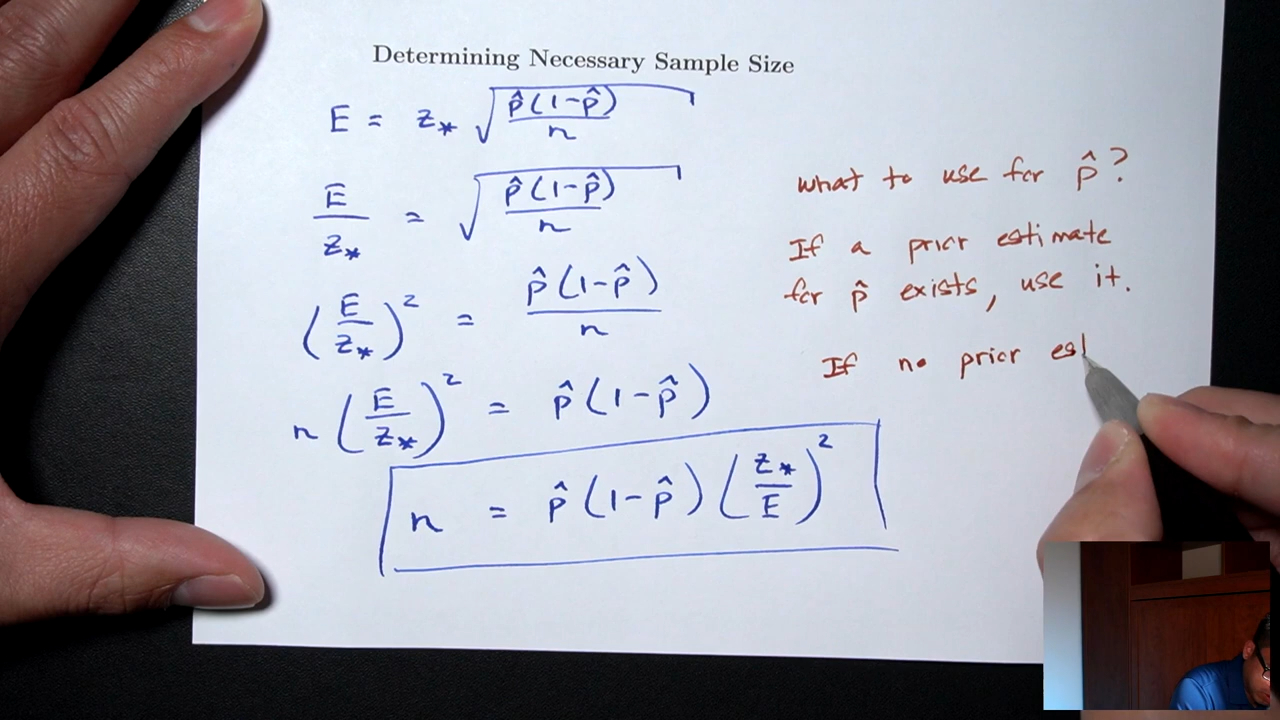 Determining Necessary Sample Size
E = z* √(p̂(1-p̂)/n)
E/z* = √(p̂(1-p̂)/n)
(E/z*)² = p̂(1-p̂)/n
n(E/z*)² = p̂(1-p̂)
n = p̂(1-p̂)(z*/E)²
what to use for p̂?
If a prior estimate
for p̂ exists, use it.
If no prior est